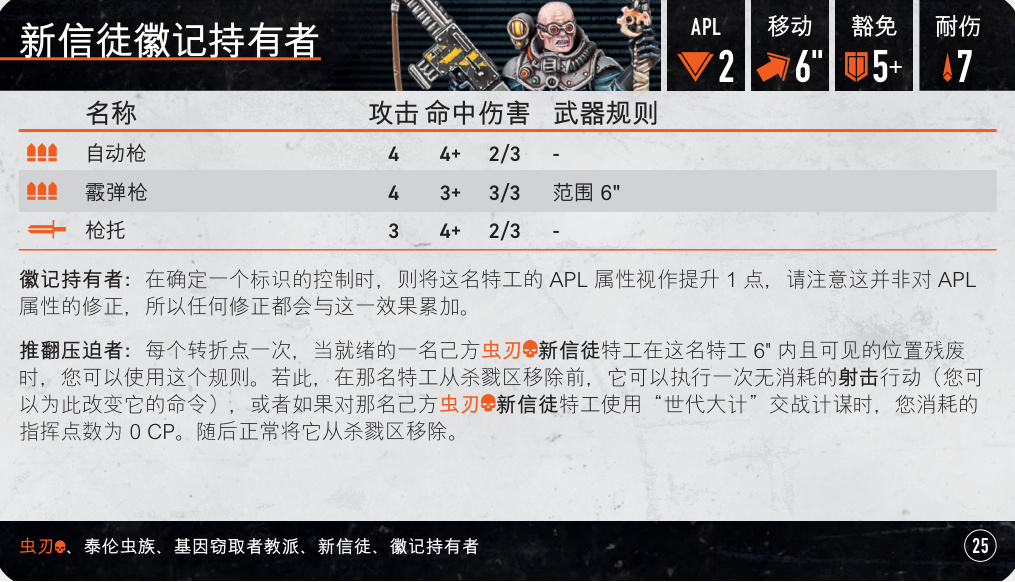 新信徒徽记持有者
APL 移动 豁免 耐伤
2 6" 5+ 7
名称 攻击 命中 伤害 武器规则
自动枪 4 4+ 2/3 -
霰弹枪 4 3+ 3/3 范围 6"
枪托 3 4+ 2/3 -
徽记持有者：在确定一个标识的控制时，则将这名特工的 APL 属性视作提升 1 点，请注意这并非对 APL
属性的修正，所以任何修正都会与这一效果累加。
推翻压迫者：每个转折点一次，当就绪的一名己方虫刃新信徒特工在这名特工 6" 内且可见的位置残废
时，您可以使用这个规则。若此，在那名特工从杀戮区移除前，它可以执行一次无消耗的射击行动（您可
以为此改变它的命令），或者如果对那名己方虫刃新信徒特工使用“世代大计”交战计谋时，您消耗的
指挥点数为 0 CP。随后正常将它从杀戮区移除。
虫刃、泰伦虫族、基因窃取者教派、新信徒、徽记持有者
25